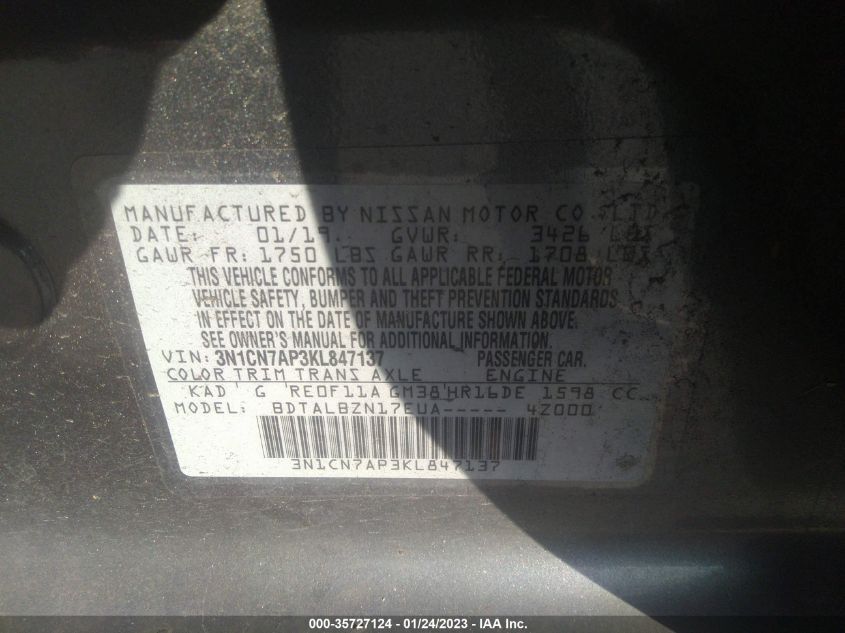 MANUFACTURED BY NISSAN MOTOR CO.,LTD
DATE: 01/19. GVWR: 3426 LBS
GAWR FR: 1750 LBS GAWR RR: 1708 LBS
THIS VEHICLE CONFORMS TO ALL APPLICABLE FEDERAL MOTOR
VEHICLE SAFETY, BUMPER AND THEFT PREVENTION STANDARDS
IN EFFECT ON THE DATE OF MANUFACTURE SHOWN ABOVE.
SEE OWNER'S MANUAL FOR ADDITIONAL INFORMATION.
VIN: 3N1CN7AP3KL847137 PASSENGER CAR.
COLOR TRIM TRANS AXLE ENGINE
KAD G RE0F11A GM38 HR16DE 1598 CC
MODEL: BDTALBZN17EUA----- 4Z000
3N1CN7AP3KL847137
000-35727124 - 01/24/2023 - IAA Inc.